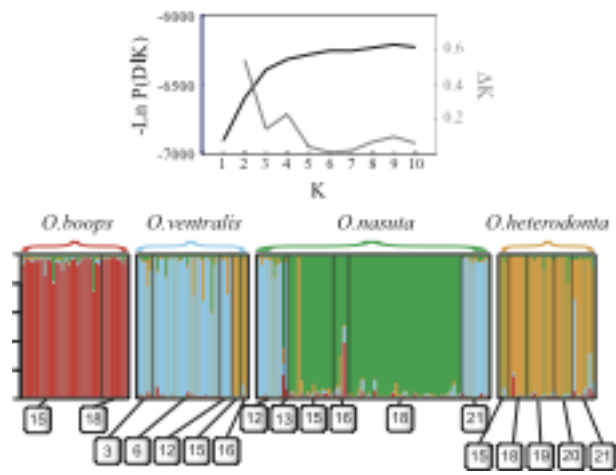 -6000
-6500
-7000
-Ln P(D|K)
0.6
0.4
0.2
ΔK
1 2 3 4 5 6 7 8 9 10
K
O.boops O.ventralis O.nasuta O.heterodonta
15 18 12 13 15 16 18 21
3 6 12 15 16 15 18 19 20 21